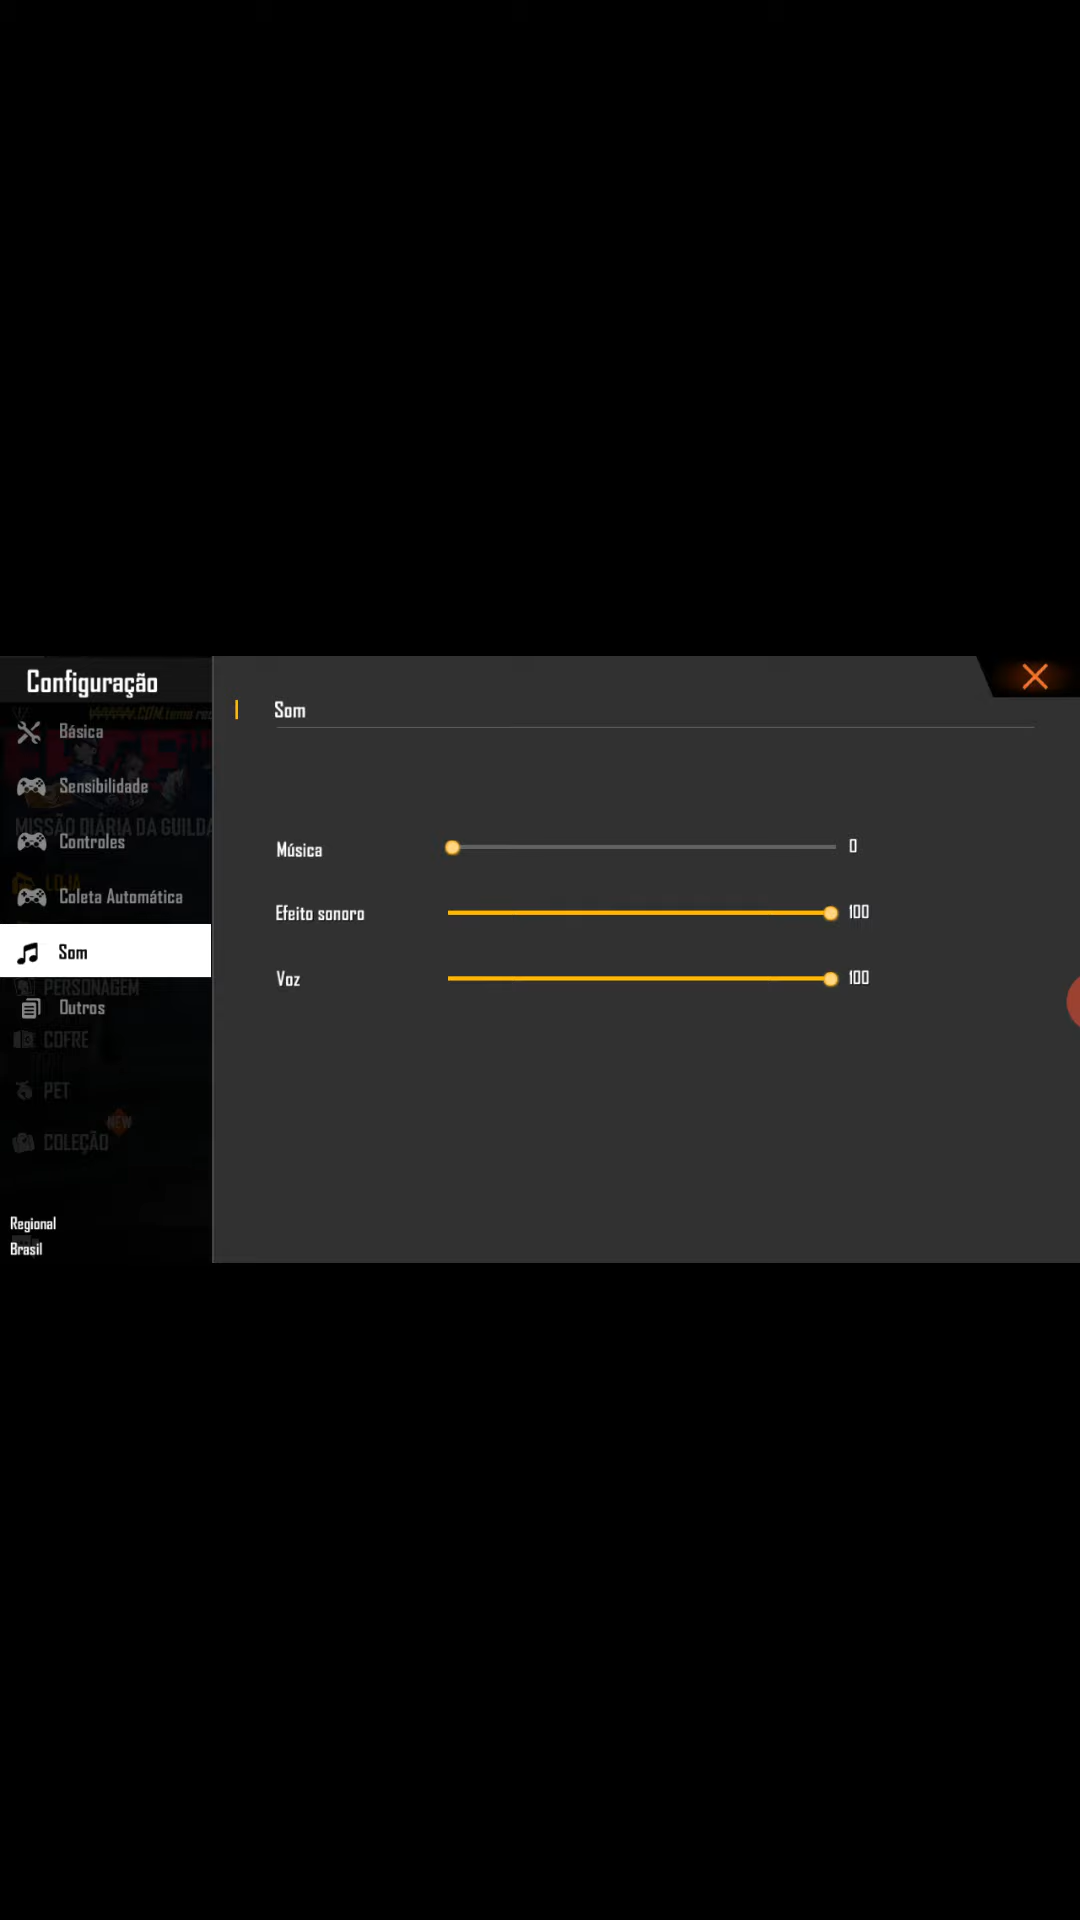 Configuração
Básica
Sensibilidade
MISSÃO DIÁRIA DA GUILDA
Controles
LOJA
Coleta Automática
Som
PERSONAGEM
Outros
COFRE
PET
NEW
COLEÇÃO
Regional
Brasil
Som
Música 0
Efeito sonoro 100
Voz 100